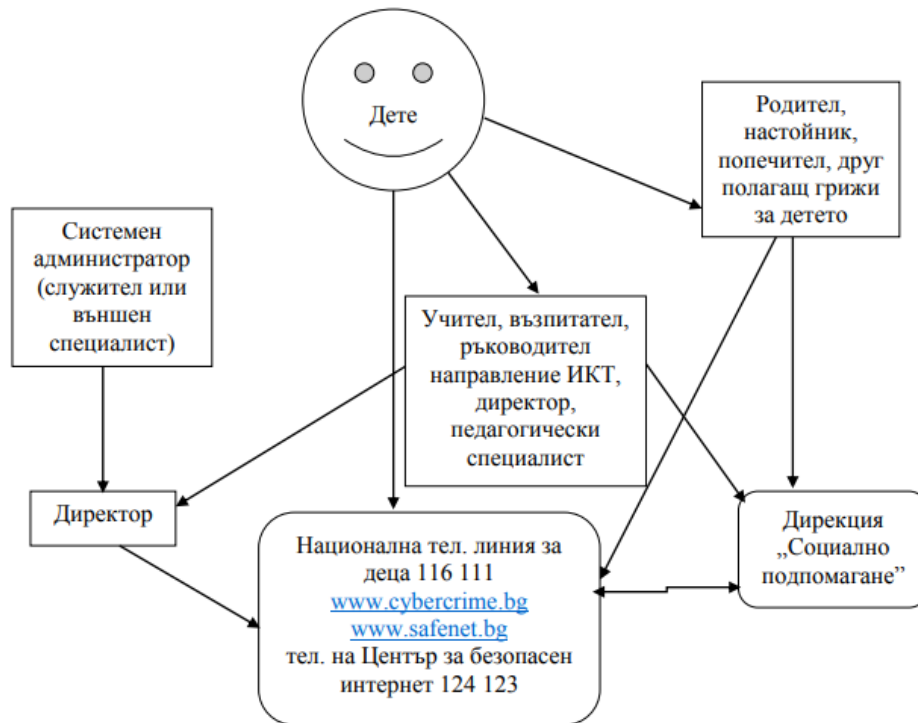 Дете
Родител,
настойник,
попечител, друг
полагащ грижи
за детето
Системен
администратор
(служител или
външен
специалист)
Учител, възпитател,
ръководител
направление ИКТ,
директор,
педагогически
специалист
Директор
Национална тел. линия за
деца 116 111
www.cybercrime.bg
www.safenet.bg
тел. на Център за безопасен
интернет 124 123
Дирекция
„Социално
подпомагане”